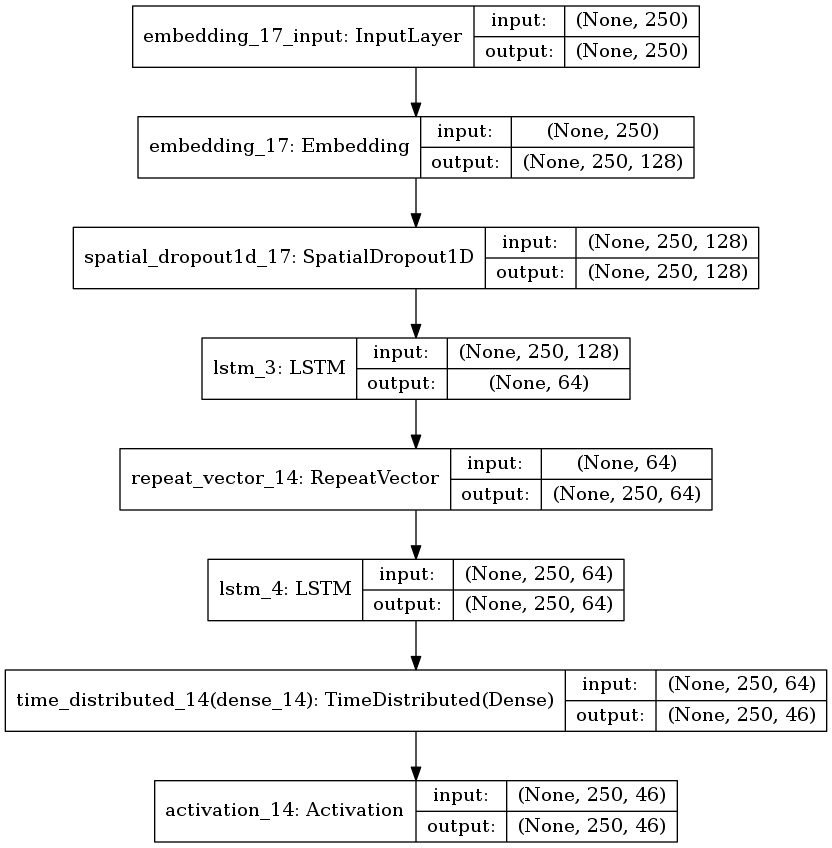 embedding_17_input: InputLayer
input: (None, 250)
output: (None, 250)
embedding_17: Embedding
input: (None, 250)
output: (None, 250, 128)
spatial_dropout1d_17: SpatialDropout1D
input: (None, 250, 128)
output: (None, 250, 128)
lstm_3: LSTM
input: (None, 250, 128)
output: (None, 64)
repeat_vector_14: RepeatVector
input: (None, 64)
output: (None, 250, 64)
lstm_4: LSTM
input: (None, 250, 64)
output: (None, 250, 64)
time_distributed_14(dense_14): TimeDistributed(Dense)
input: (None, 250, 64)
output: (None, 250, 46)
activation_14: Activation
input: (None, 250, 46)
output: (None, 250, 46)